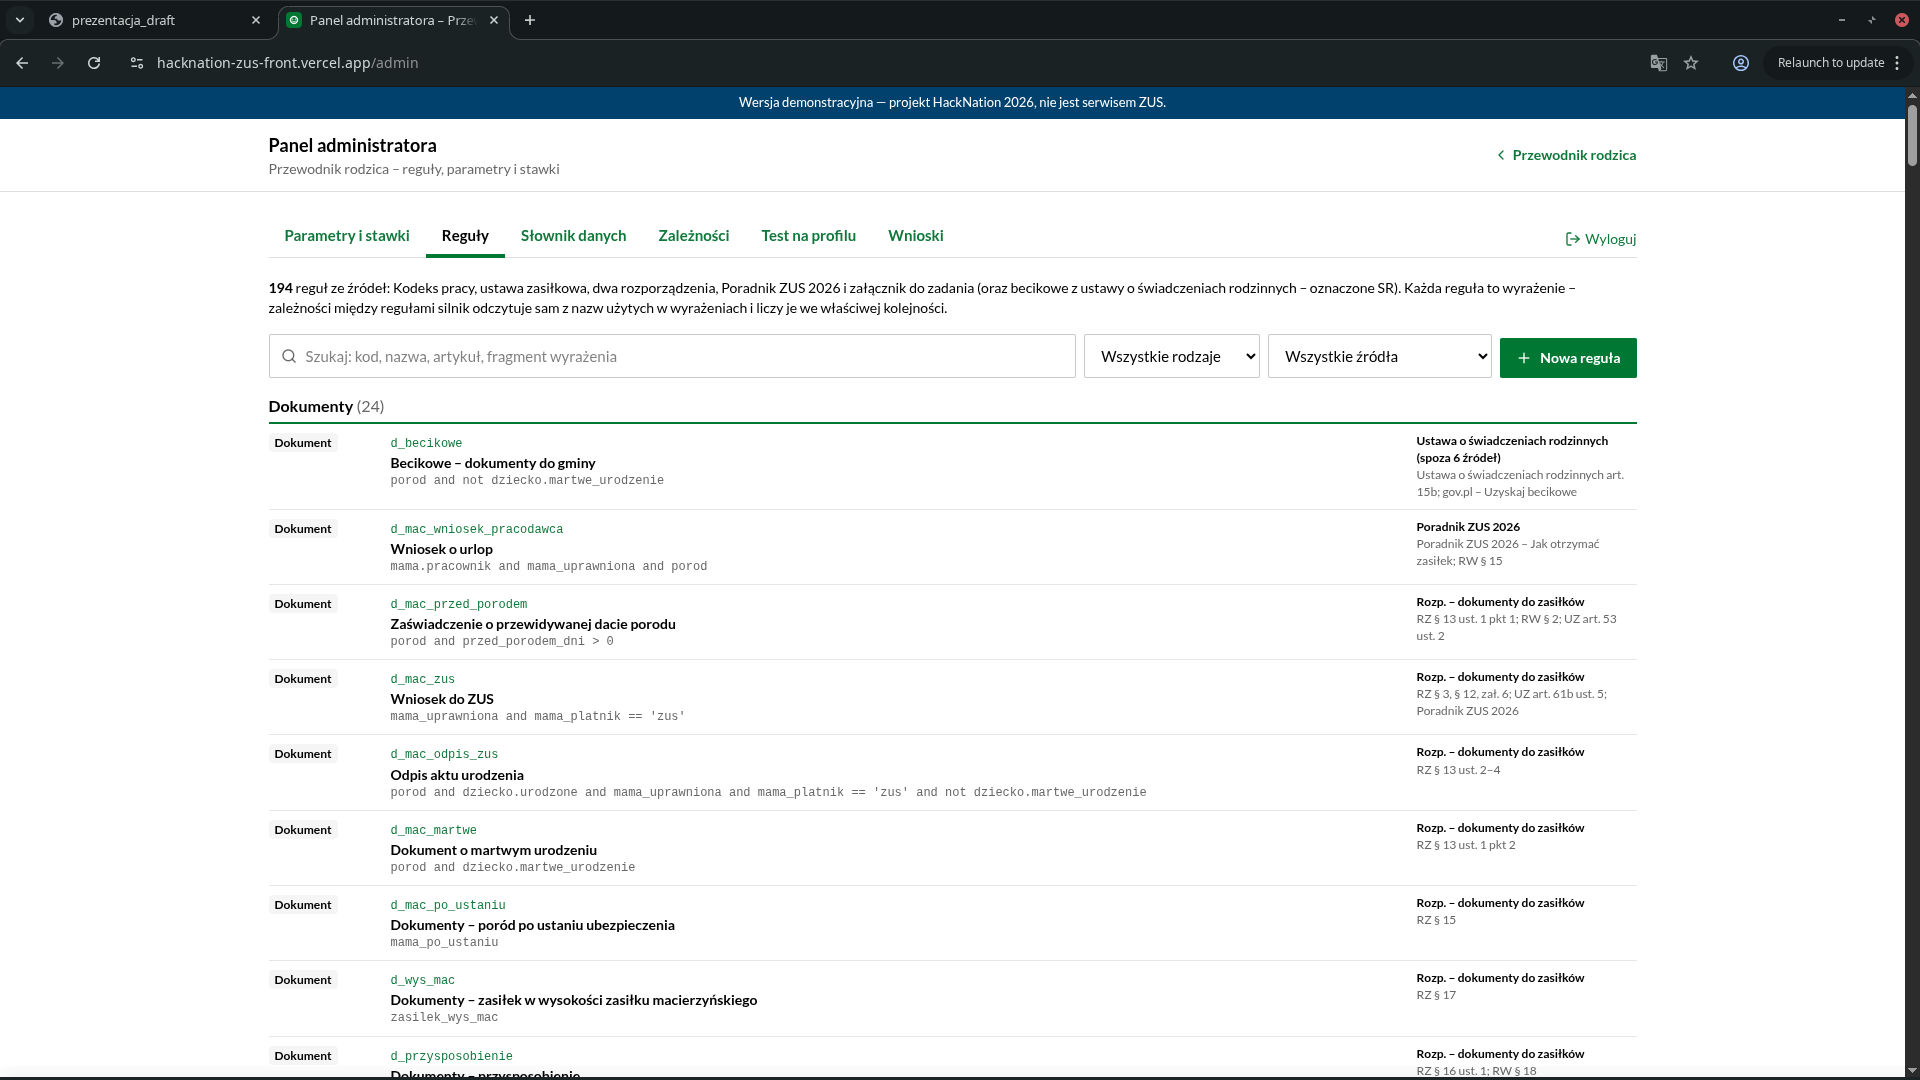 prezentacja_draft
Panel administratora – Prze
hacknation-zus-front.vercel.app/admin
Relaunch to update
Wersja demonstracyjna — projekt HackNation 2026, nie jest serwisem ZUS.
Panel administratora
Przewodnik rodzica – reguły, parametry i stawki
Przewodnik rodzica
Parametry i stawki
Reguły
Słownik danych
Zależności
Test na profilu
Wnioski
Wyloguj
194 reguł ze źródeł: Kodeks pracy, ustawa zasiłkowa, dwa rozporządzenia, Poradnik ZUS 2026 i załącznik do zadania (oraz becikowe z ustawy o świadczeniach rodzinnych – oznaczone SR). Każda reguła to wyrażenie –
zależności między regułami silnik odczytuje sam z nazw użytych w wyrażeniach i liczy je we właściwej kolejności.
Szukaj: kod, nazwa, artykuł, fragment wyrażenia
Wszystkie rodzaje
Wszystkie źródła
Nowa reguła
Dokumenty (24)
Dokument
d_becikowe
Becikowe – dokumenty do gminy
porod and not dziecko.martwe_urodzenie
Ustawa o świadczeniach rodzinnych
(spoza 6 źródeł)
Ustawa o świadczeniach rodzinnych art.
15b; gov.pl – Uzyskaj becikowe
Dokument
d_mac_wniosek_pracodawca
Wniosek o urlop
mama.pracownik and mama_uprawniona and porod
Poradnik ZUS 2026
Poradnik ZUS 2026 – Jak otrzymać
zasiłek; RW § 15
Dokument
d_mac_przed_porodem
Zaświadczenie o przewidywanej dacie porodu
porod and przed_porodem_dni > 0
Rozp. – dokumenty do zasiłków
RZ § 13 ust. 1 pkt 1; RW § 2; UZ art. 53
ust. 2
Dokument
d_mac_zus
Wniosek do ZUS
mama_uprawniona and mama_platnik == 'zus'
Rozp. – dokumenty do zasiłków
RZ § 3, § 12, zał. 6; UZ art. 61b ust. 5;
Poradnik ZUS 2026
Dokument
d_mac_odpis_zus
Odpis aktu urodzenia
porod and dziecko.urodzone and mama_uprawniona and mama_platnik == 'zus' and not dziecko.martwe_urodzenie
Rozp. – dokumenty do zasiłków
RZ § 13 ust. 2–4
Dokument
d_mac_martwe
Dokument o martwym urodzeniu
porod and dziecko.martwe_urodzenie
Rozp. – dokumenty do zasiłków
RZ § 13 ust. 1 pkt 2
Dokument
d_mac_po_ustaniu
Dokumenty – poród po ustaniu ubezpieczenia
mama_po_ustaniu
Rozp. – dokumenty do zasiłków
RZ § 15
Dokument
d_wys_mac
Dokumenty – zasiłek w wysokości zasiłku macierzyńskiego
zasilek_wys_mac
Rozp. – dokumenty do zasiłków
RZ § 17
Dokument
d_przysposobienie
Dokumenty – przysposobienie
Rozp. – dokumenty do zasiłków
RZ § 16 ust. 1; RW § 18